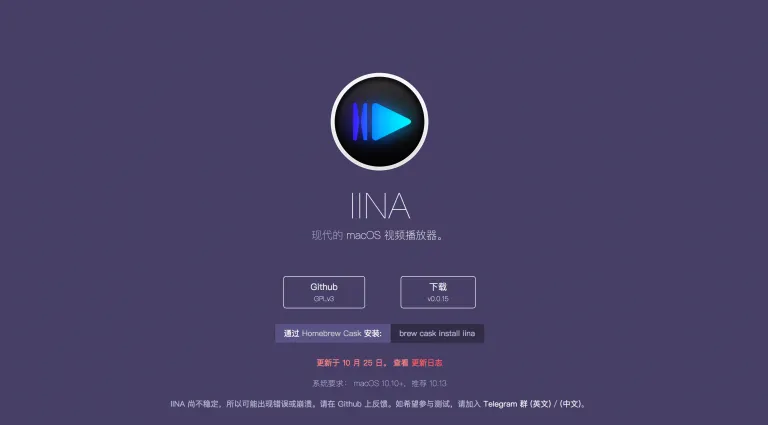 IINA
现代的 macOS 视频播放器。
Github
GPLv3
下载
v0.0.15
通过 Homebrew Cask 安装: brew cask install iina
更新于 10 月 25 日。 查看 更新日志
系统要求： macOS 10.10+，推荐 10.13
IINA 尚不稳定，所以可能出现错误或崩溃。请在 Github 上反馈。如希望参与测试，请加入 Telegram 群 (英文) / (中文)。